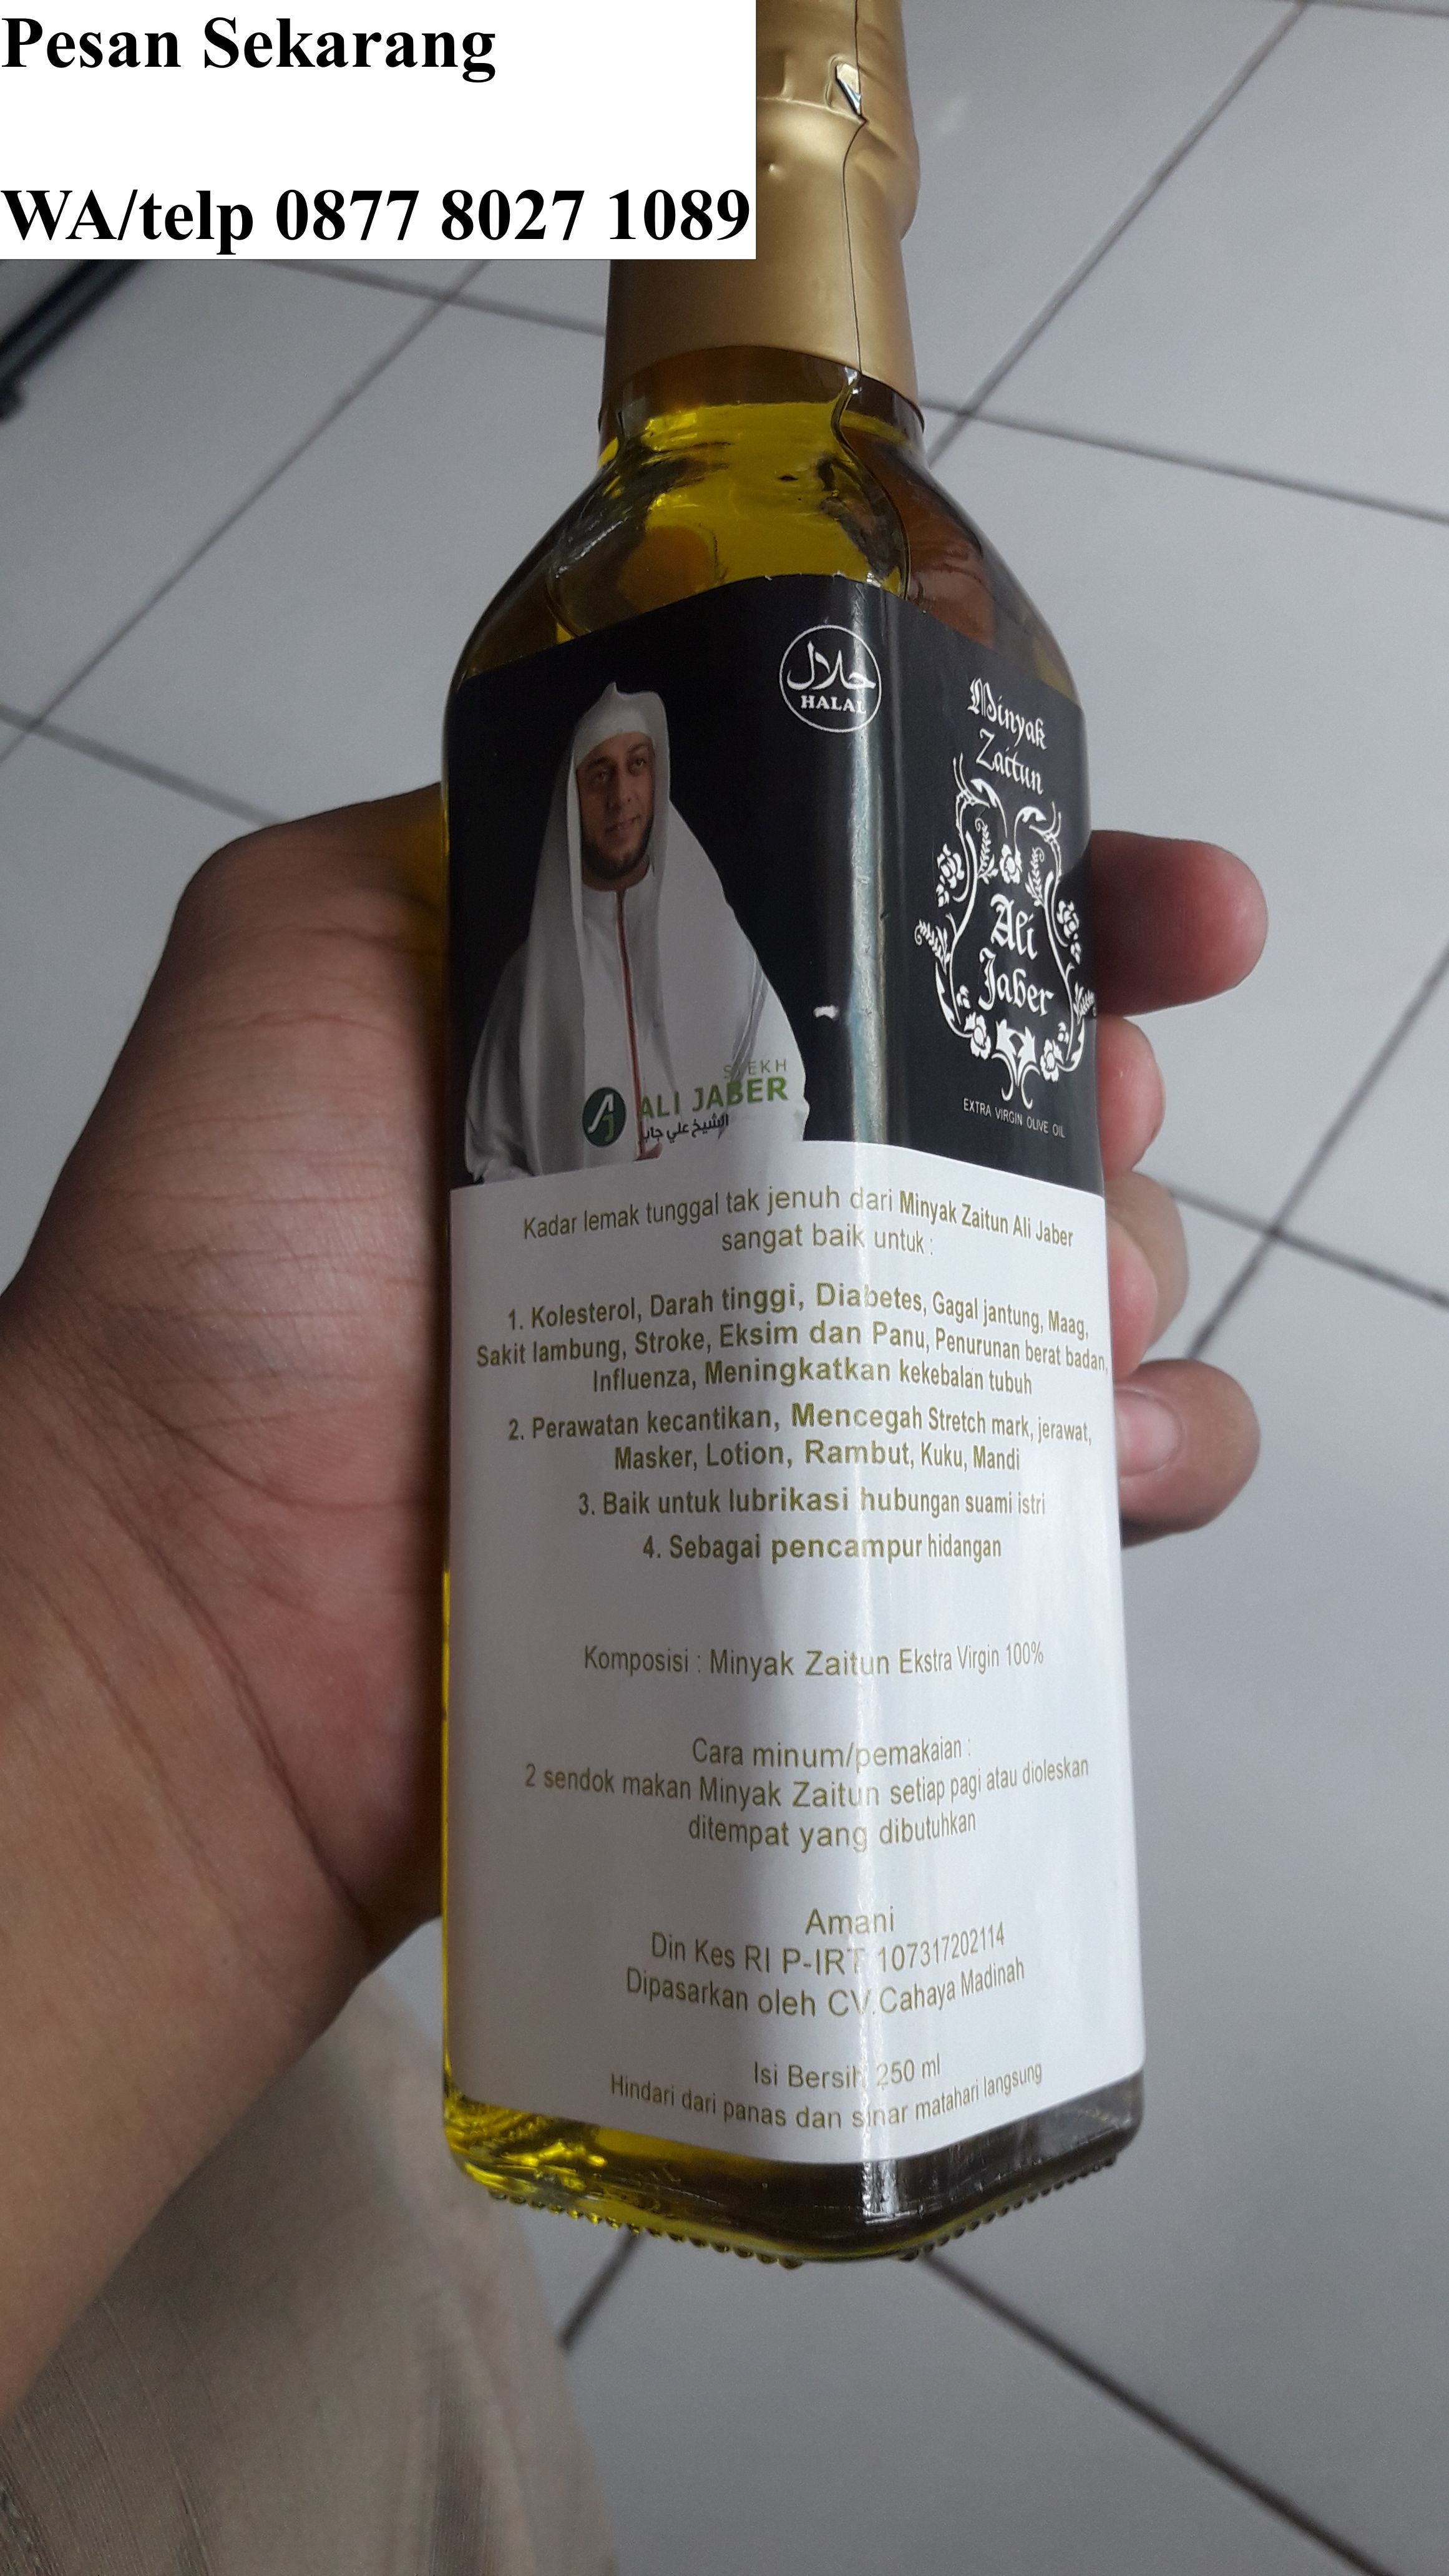 Pesan Sekarang
WA/telp 0877 8027 1089
حلال
HALAL
Minyak
Zaitun
Ali
Jaber
EXTRA VIRGIN OLIVE OIL
SYEKH
AJ ALI JABER
الشيخ علي جابر
Kadar lemak tunggal tak jenuh dari Minyak Zaitun Ali Jaber
sangat baik untuk :
1. Kolesterol, Darah tinggi, Diabetes, Gagal jantung, Maag,
Sakit lambung, Stroke, Eksim dan Panu, Penurunan berat badan,
Influenza, Meningkatkan kekebalan tubuh
2. Perawatan kecantikan, Mencegah Stretch mark, jerawat,
Masker, Lotion, Rambut, Kuku, Mandi
3. Baik untuk lubrikasi hubungan suami istri
4. Sebagai pencampur hidangan
Komposisi : Minyak Zaitun Ekstra Virgin 100%
Cara minum/pemakaian :
2 sendok makan Minyak Zaitun setiap pagi atau dioleskan
ditempat yang dibutuhkan
Amani
Din Kes RI P-IRT 107317202114
Dipasarkan oleh CV.Cahaya Madinah
Isi Bersih 250 ml
Hindari dari panas dan sinar matahari langsung